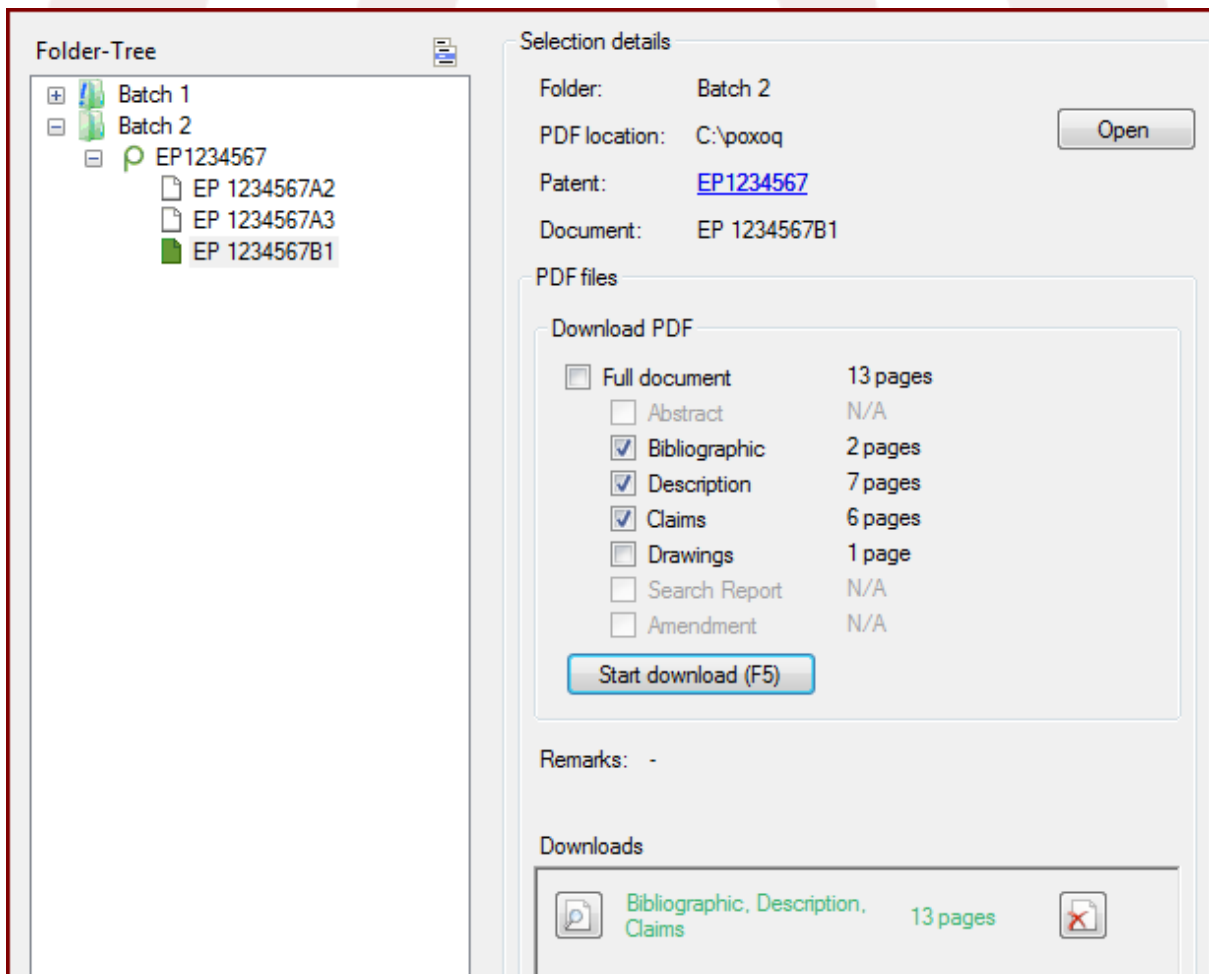 Folder-Tree
Batch 1
Batch 2
EP1234567
EP 1234567A2
EP 1234567A3
EP 1234567B1
Selection details
Folder: Batch 2
PDF location: C:\poxoq
Open
Patent: EP1234567
Document: EP 1234567B1
PDF files
Download PDF
Full document 13 pages
Abstract N/A
Bibliographic 2 pages
Description 7 pages
Claims 6 pages
Drawings 1 page
Search Report N/A
Amendment N/A
Start download (F5)
Remarks: -
Downloads
Bibliographic, Description,
Claims
13 pages